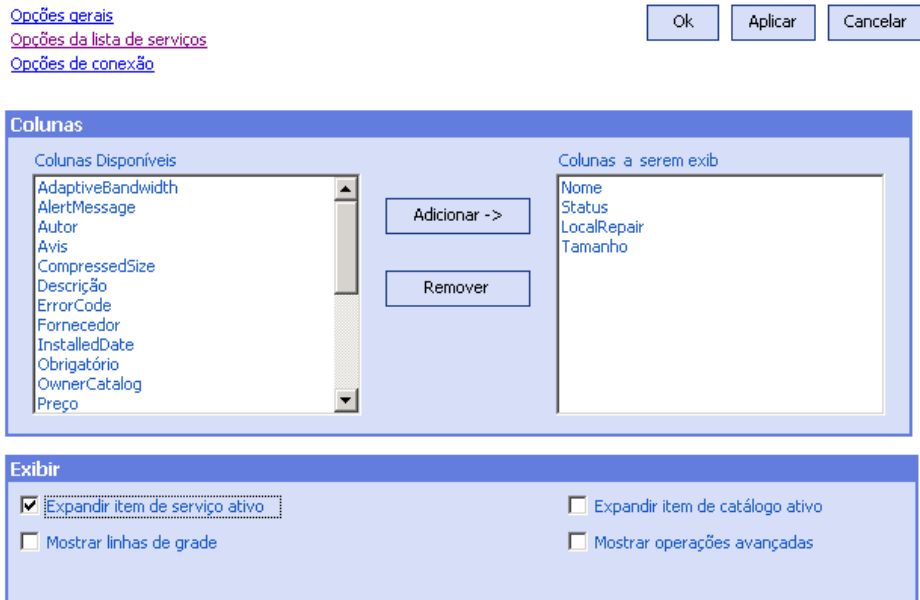 Opções gerais
Opções da lista de serviços
Opções de conexão
Ok
Aplicar
Cancelar
Colunas
Colunas Disponíveis
AdaptiveBandwidth
AlertMessage
Autor
Avis
CompressedSize
Descrição
ErrorCode
Fornecedor
InstalledDate
Obrigatório
OwnerCatalog
Preço
Adicionar ->
Remover
Colunas a serem exib
Nome
Status
LocalRepair
Tamanho
Exibir
Expandir item de serviço ativo
Expandir item de catálogo ativo
Mostrar linhas de grade
Mostrar operações avançadas